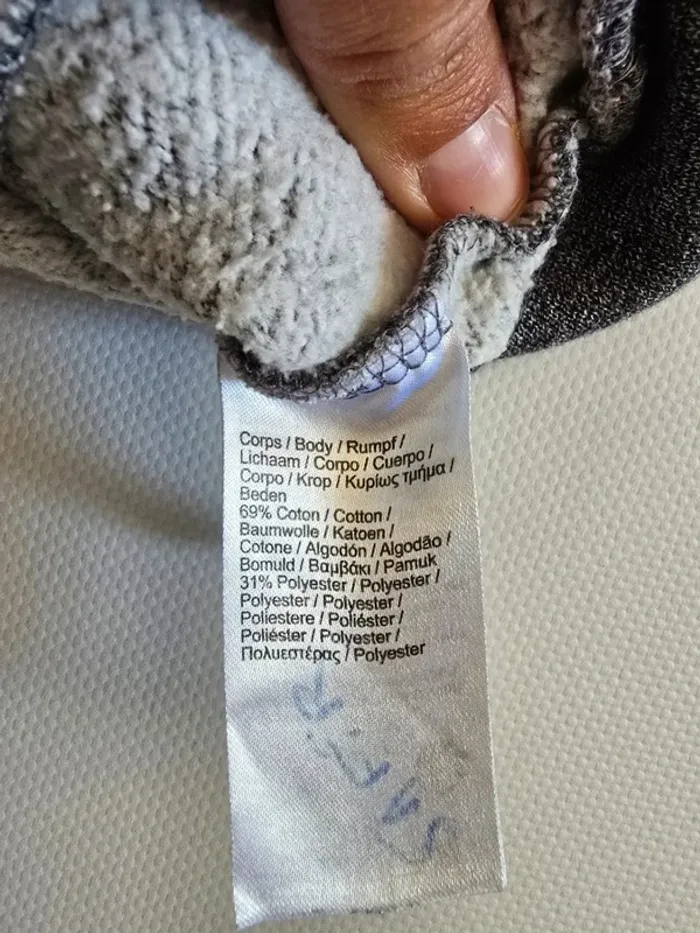 Corps / Body / Rumpf /
Lichaam / Corpo / Cuerpo /
Corpo / Krop / Κυρίως τμήμα /
Beden
69% Coton / Cotton /
Baumwolle / Katoen /
Cotone / Algodón / Algodão /
Bomuld / Βαμβάκι / Pamuk
31% Polyester / Polyester /
Polyester / Polyester /
Poliestere / Poliéster /
Poliéster / Polyester /
Πολυεστέρας / Polyester